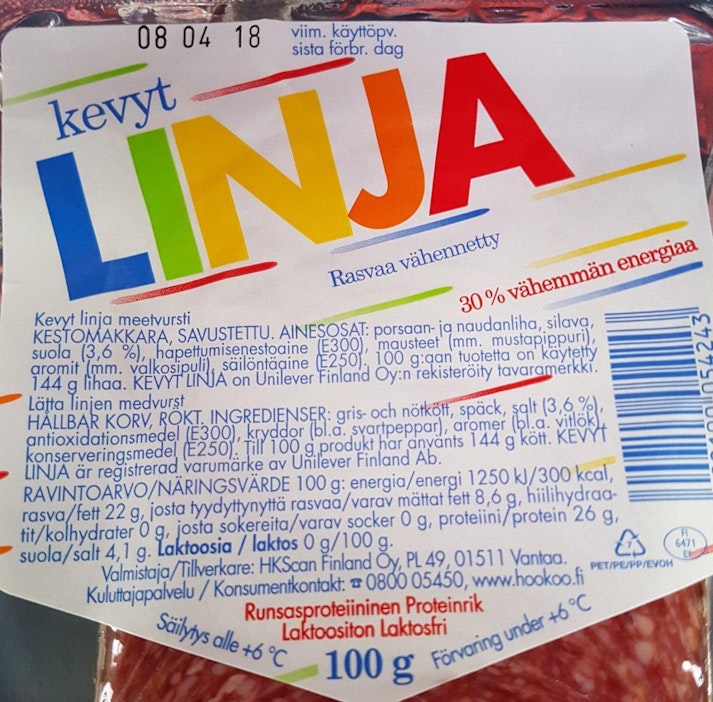 08 04 18
viim. käyttöpv.
sista förbr. dag
kevyt
LINJA
Rasvaa vähennetty
30 % vähemmän energiaa
Kevyt linja meetvursti
KESTOMAKKARA, SAVUSTETTU. AINESOSAT: porsaan- ja naudanliha, silava,
suola (3,6 %), hapettumisenestoaine (E300), mausteet (mm. mustapippuri),
aromit (mm. valkosipuli), säilöntäaine (E250). 100 g:aan tuotetta on käytetty
144 g lihaa. KEVYT LINJA on Unilever Finland Oy:n rekisteröity tavaramerkki.
Lätta linjen medvurst
HÅLLBAR KORV, RÖKT. INGREDIENSER: gris- och nötkött, späck, salt (3,6 %),
antioxidationsmedel (E300), kryddor (bl.a. svartpeppar), aromer (bl.a. vitlök),
konserveringsmedel (E250). Till 100 g produkt har använts 144 g kött. KEVYT
LINJA är registrerad varumärke av Unilever Finland Ab.
RAVINTOARVO/NÄRINGSVÄRDE 100 g: energia/energi 1250 kJ/300 kcal,
rasva/fett 22 g, josta tyydyttynyttä rasvaa/varav mättat fett 8,6 g, hiilihydraa-
tit/kolhydrater 0 g, josta sokereita/varav socker 0 g, proteiini/protein 26 g,
suola/salt 4,1 g. Laktoosia / laktos 0 g/100 g.
Valmistaja/Tillverkare: HKScan Finland Oy, PL 49, 01511 Vantaa.
Kuluttajapalvelu / Konsumentkontakt: ☎ 0800 05450, www.hookoo.fi
7
PET/PE/PP/EVOH
FI
6471
EY
Runsasproteiininen Proteinrik
Laktoositon Laktosfri
Säilytys alle +6 °C
100 g
Förvaring under +6 °C